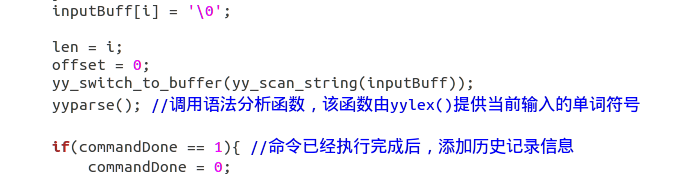 inputBuff[i] = '\0';
len = i;
offset = 0;
yy_switch_to_buffer(yy_scan_string(inputBuff));
yyparse(); //调用语法分析函数，该函数由yylex()提供当前输入的单词符号
if(commandDone == 1){ //命令已经执行完成后，添加历史记录信息
commandDone = 0;